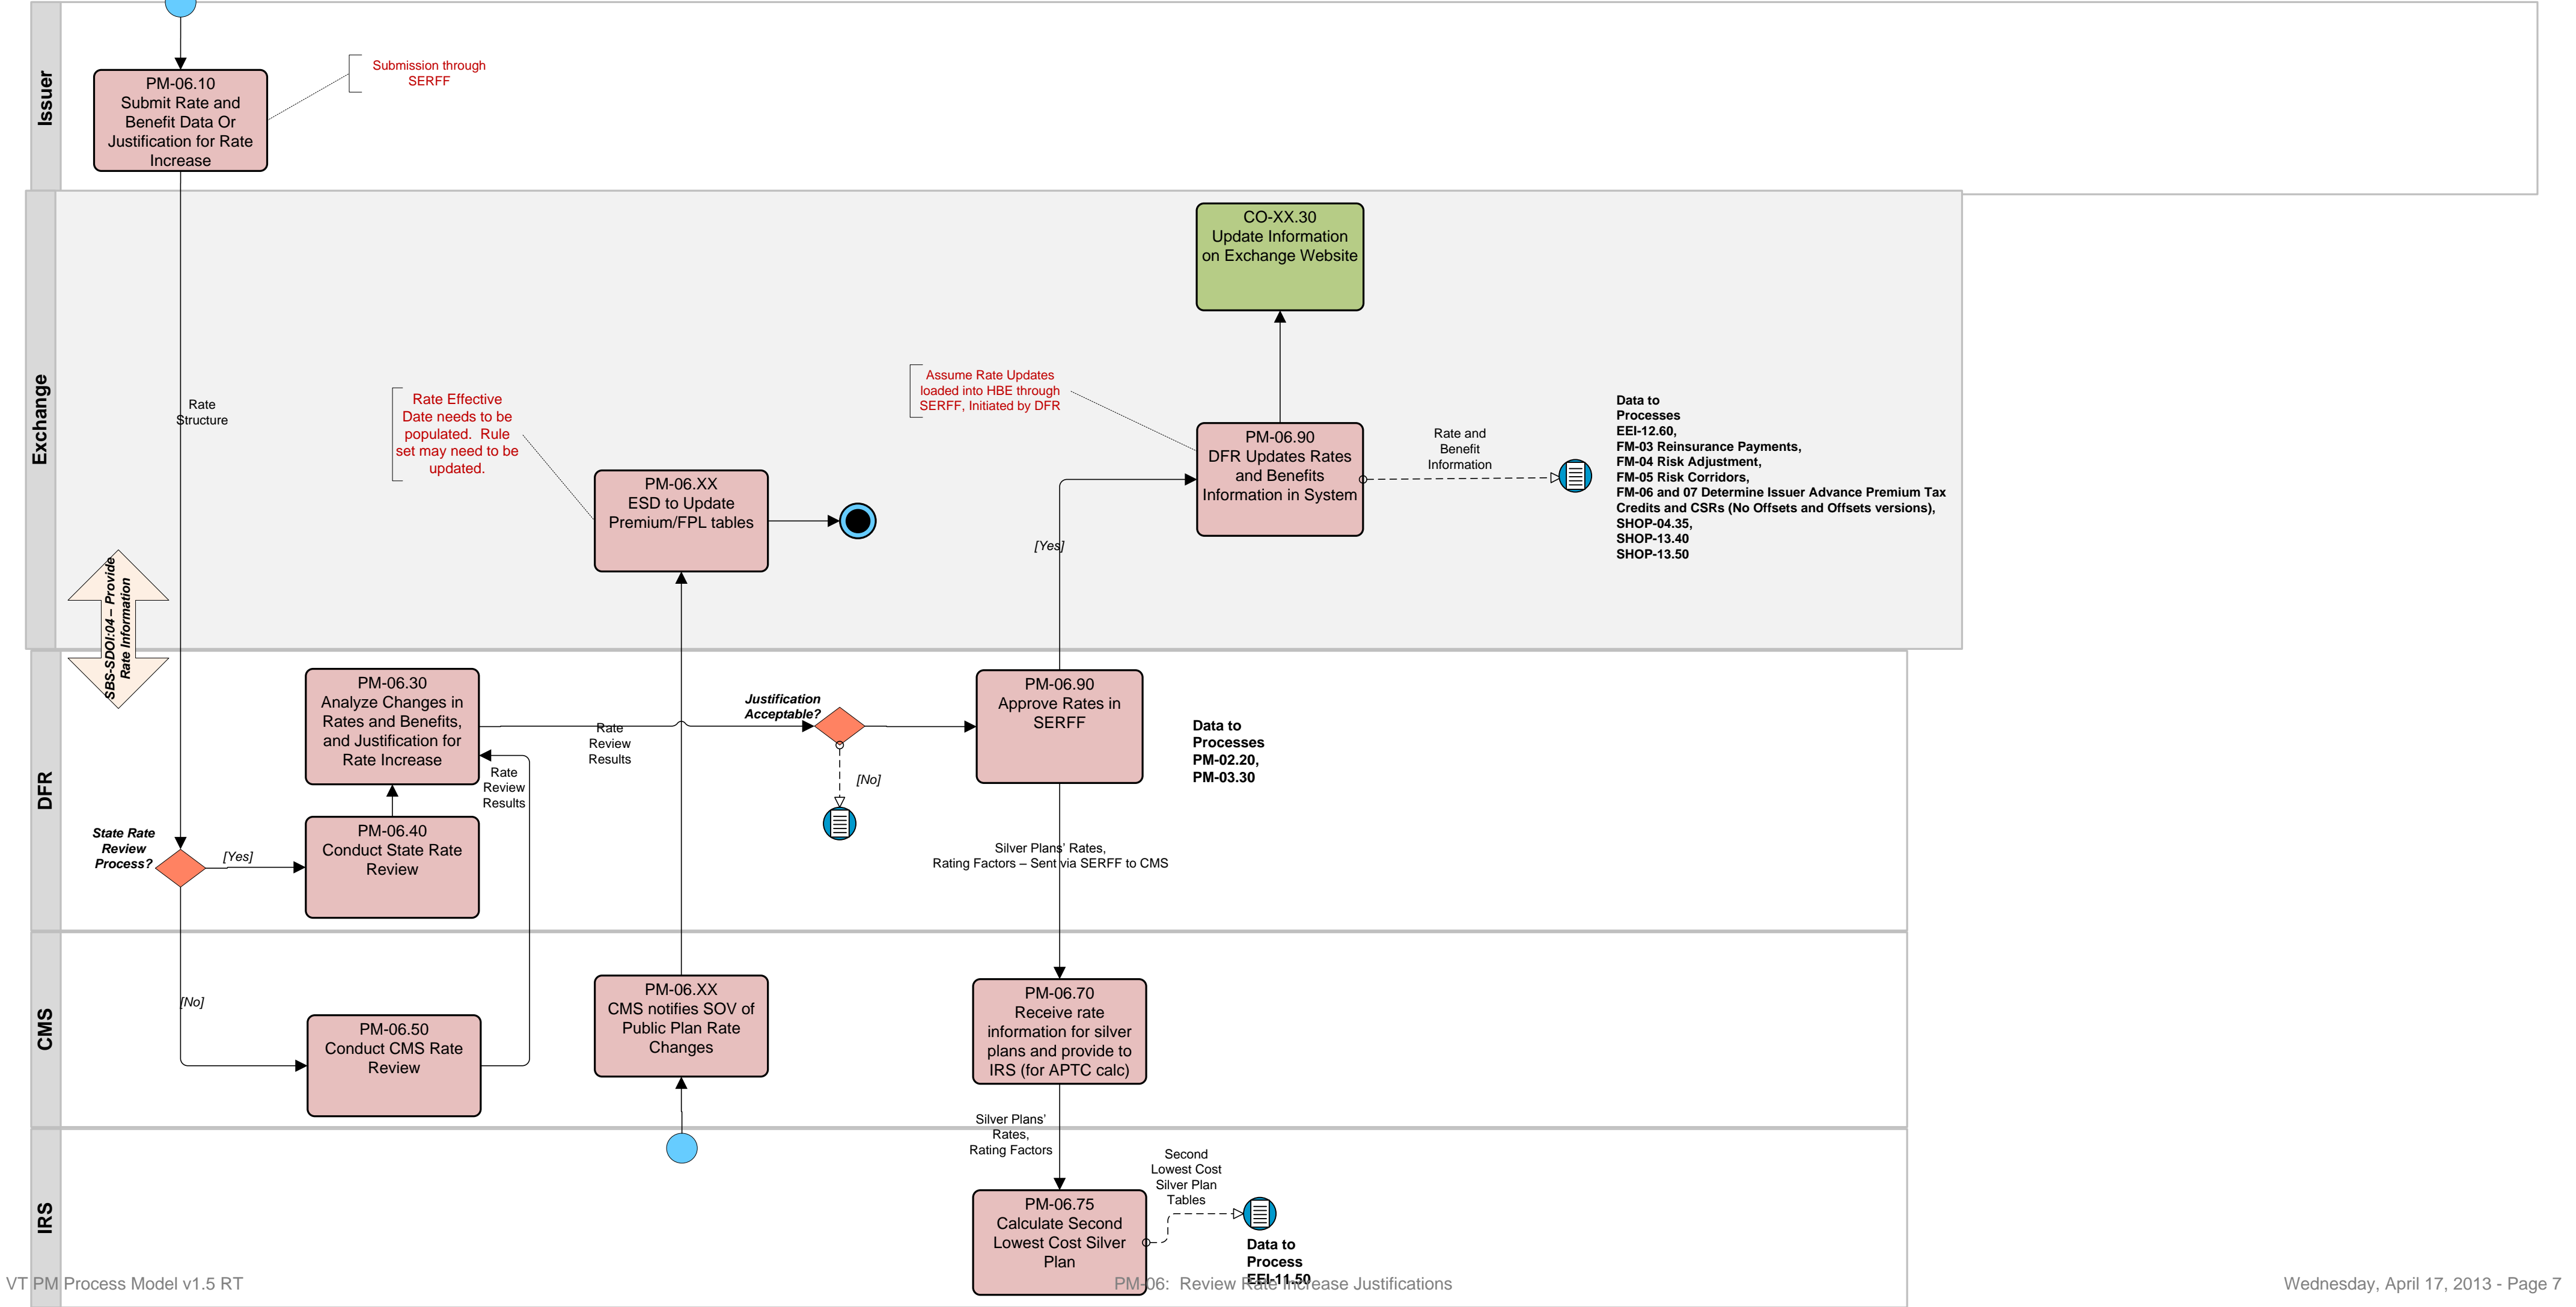 Issuer
PM-06.10
Submit Rate and
Benefit Data Or
Justification for Rate
Increase
Submission through
SERFF
Exchange
Rate
Structure
CO-XX.30
Update Information
on Exchange Website
Rate Effective
Date needs to be
populated.  Rule
set may need to be
updated.
Assume Rate Updates
loaded into HBE through
SERFF, Initiated by DFR
PM-06.XX
ESD to Update
Premium/FPL tables
PM-06.90
DFR Updates Rates
and Benefits
Information in System
Rate and
Benefit
Information
Data to
Processes
EEI-12.60,
FM-03 Reinsurance Payments,
FM-04 Risk Adjustment,
FM-05 Risk Corridors,
FM-06 and 07 Determine Issuer Advance Premium Tax
Credits and CSRs (No Offsets and Offsets versions),
SHOP-04.35,
SHOP-13.40
SHOP-13.50
[Yes]
SBS-SDOI:04 – Provide
Rate Information
DFR
PM-06.30
Analyze Changes in
Rates and Benefits,
and Justification for
Rate Increase
Rate
Review
Results
Rate
Review
Results
Justification
Acceptable?
[No]
PM-06.90
Approve Rates in
SERFF
Data to
Processes
PM-02.20,
PM-03.30
State Rate
Review
Process?
[Yes]
PM-06.40
Conduct State Rate
Review
Silver Plans' Rates,
Rating Factors – Sent via SERFF to CMS
CMS
[No]
PM-06.50
Conduct CMS Rate
Review
PM-06.XX
CMS notifies SOV of
Public Plan Rate
Changes
PM-06.70
Receive rate
information for silver
plans and provide to
IRS (for APTC calc)
Silver Plans'
Rates,
Rating Factors
IRS
PM-06.75
Calculate Second
Lowest Cost Silver
Plan
Second
Lowest Cost
Silver Plan
Tables
Data to
Process
EEI-11.50
VT PM Process Model v1.5 RT
PM-06:  Review Rate Increase Justifications
Wednesday, April 17, 2013 - Page 7